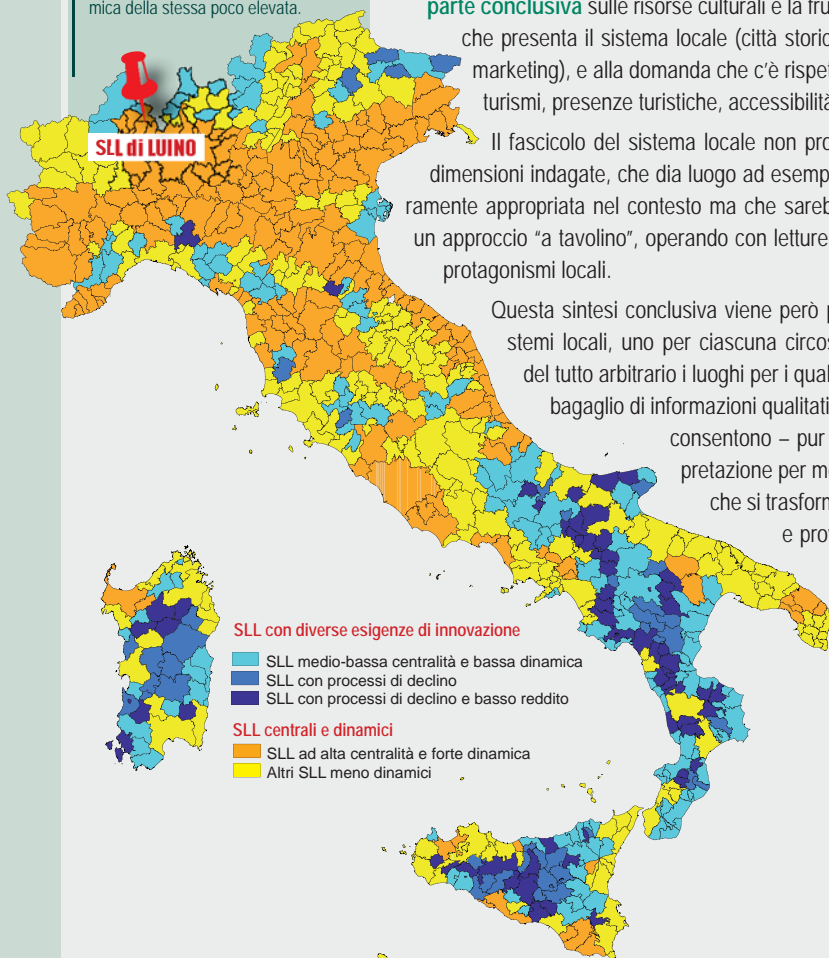 mica della stessa poco elevata.
parte conclusiva sulle risorse culturali e la fru
che presenta il sistema locale (città storic
marketing), e alla domanda che c'è rispet
turismi, presenze turistiche, accessibilità
Il fascicolo del sistema locale non pro
dimensioni indagate, che dia luogo ad esemp
ramente appropriata nel contesto ma che sareb
un approccio "a tavolino", operando con letture
protagonismi locali.
Questa sintesi conclusiva viene però p
stemi locali, uno per ciascuna circos
del tutto arbitrario i luoghi per i qual
bagaglio di informazioni qualitati
consentono – pur
pretazione per me
che si trasform
e prot
SLL di LUINO
SLL con diverse esigenze di innovazione
SLL medio-bassa centralità e bassa dinamica
SLL con processi di declino
SLL con processi di declino e basso reddito
SLL centrali e dinamici
SLL ad alta centralità e forte dinamica
Altri SLL meno dinamici